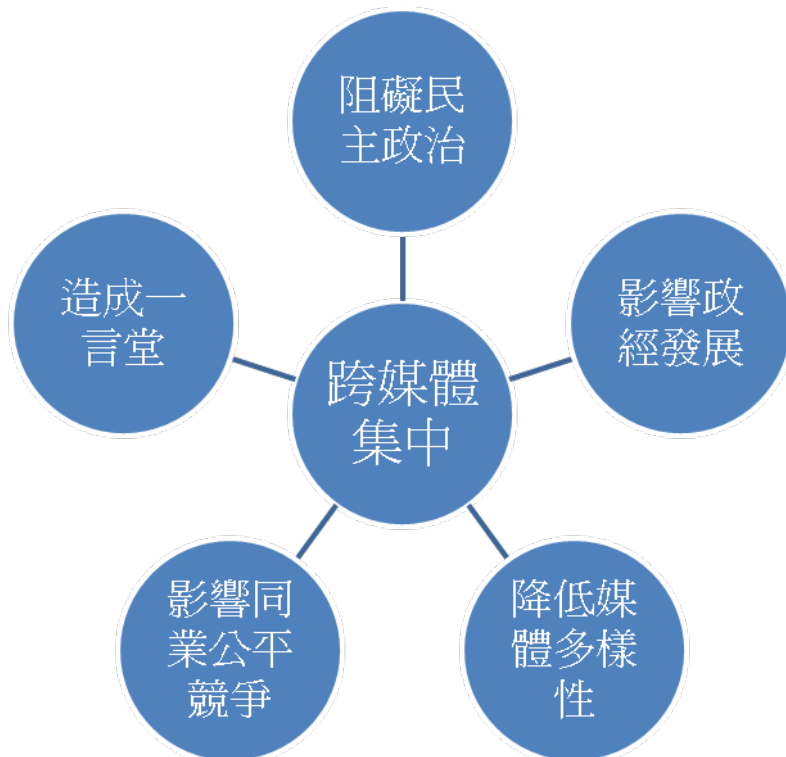 阻礙民
主政治
造成一
言堂
影響政
經發展
跨媒體
集中
影響同
業公平
競爭
降低媒
體多樣
性